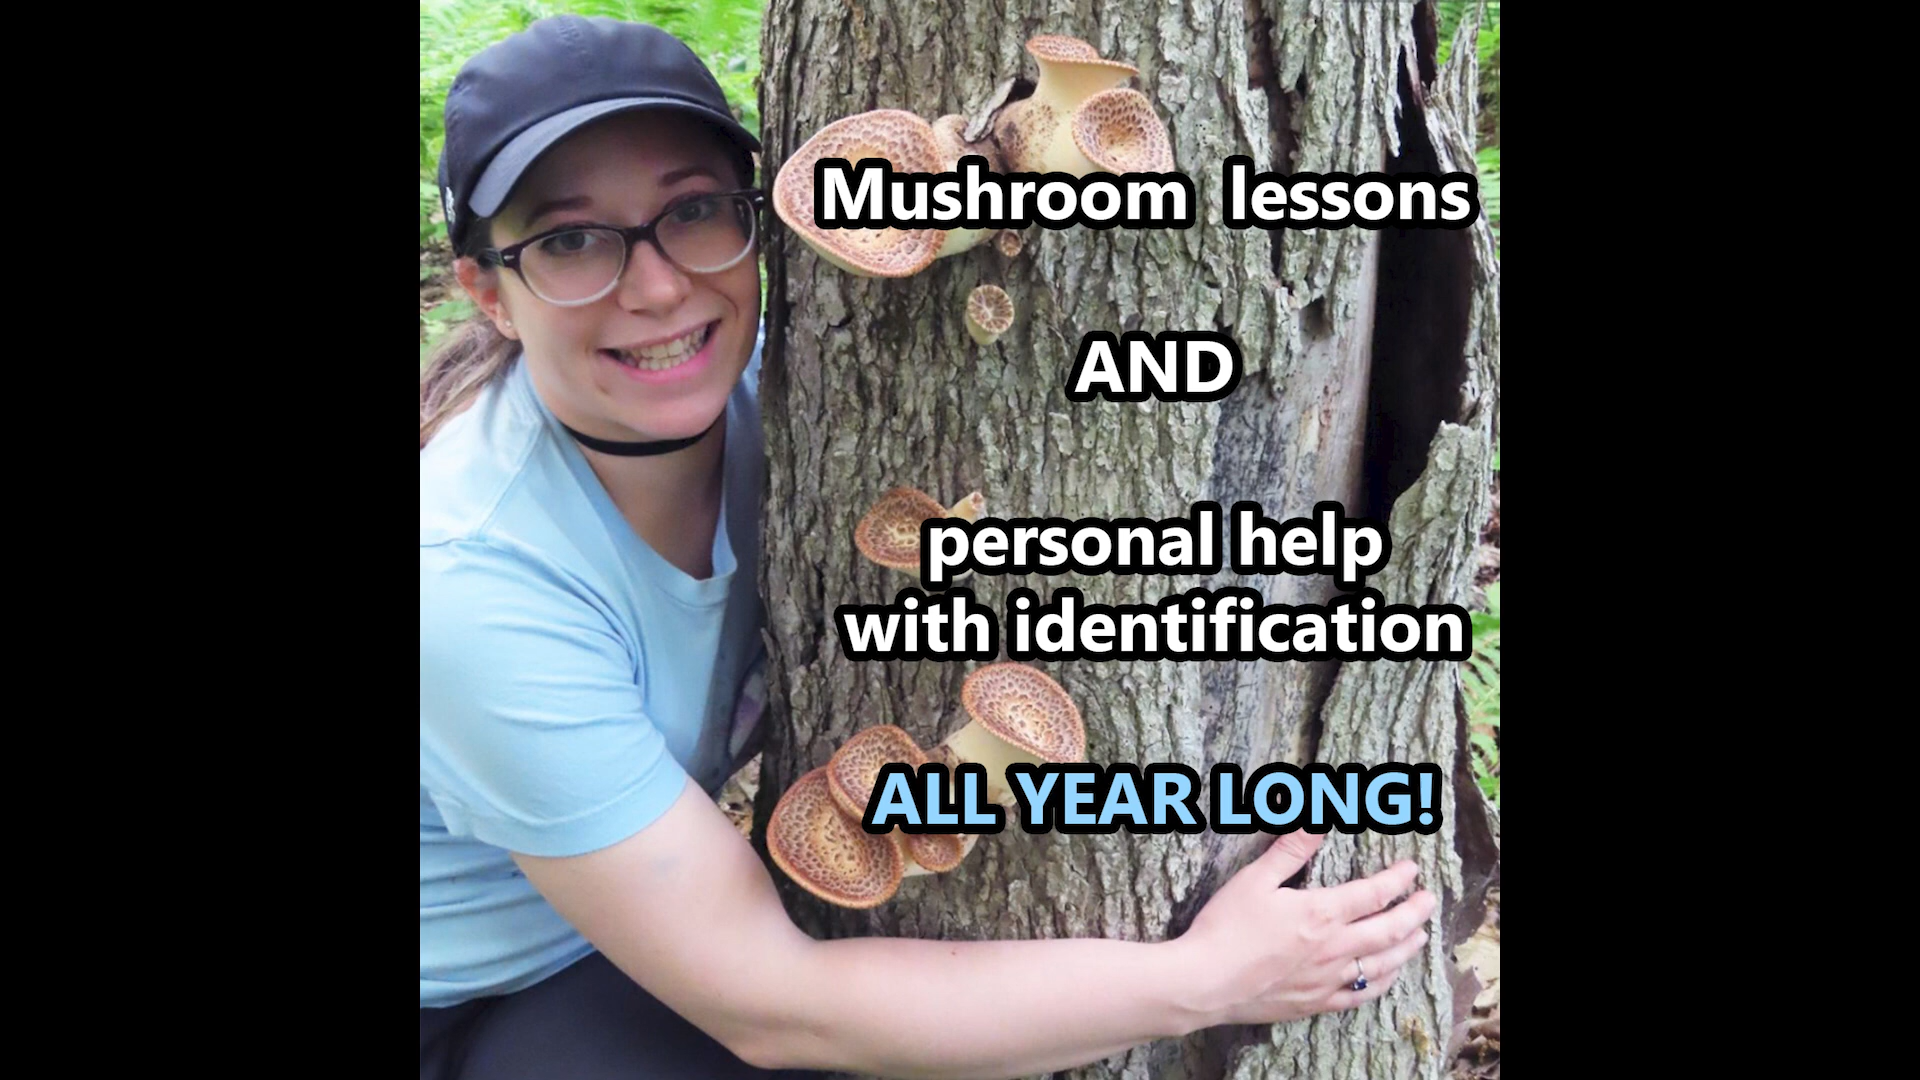 Mushroom lessons
AND
personal help
with identification
ALL YEAR LONG!